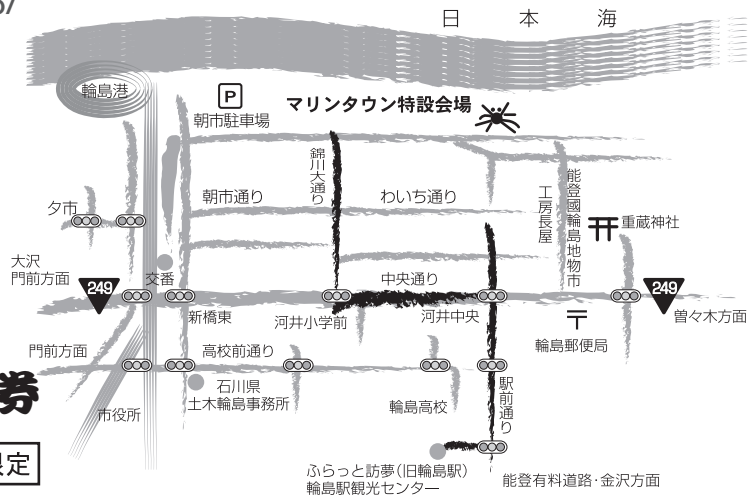 日本海
輪島港
P
朝市駐車場
マリンタウン特設会場
錦川大通り
朝市通り
わいち通り
工房長屋
能登國輪島地物市
重蔵神社
夕市
大沢
門前方面
249
交番
新橋東
河井小学前
中央通り
河井中央
〒
輪島郵便局
249
曽々木方面
門前方面
高校前通り
石川県
土木輪島事務所
市役所
輪島高校
駅前通り
ふらっと訪夢(旧輪島駅)
輪島駅観光センター
能登有料道路・金沢方面
券
限定